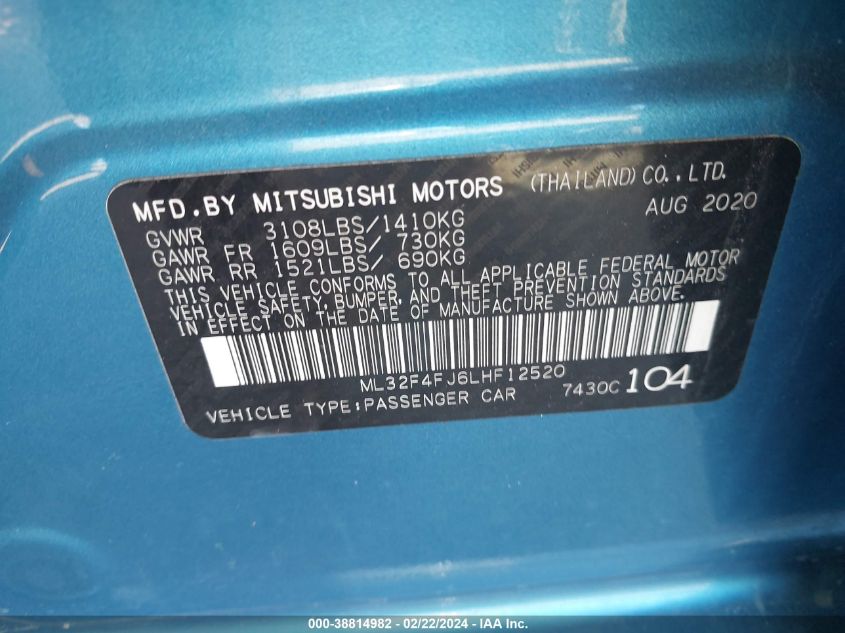 MFD.BY MITSUBISHI MOTORS (THAILAND) CO.,LTD.
AUG 2020
GVWR 3108LBS/1410KG
GAWR FR 1609LBS/ 730KG
GAWR RR 1521LBS/ 690KG
THIS VEHICLE CONFORMS TO ALL APPLICABLE FEDERAL MOTOR
VEHICLE SAFETY, BUMPER, AND THEFT PREVENTION STANDARDS
IN EFFECT ON THE DATE OF MANUFACTURE SHOWN ABOVE.
ML32F4FJ6LHF12520
VEHICLE TYPE:PASSENGER CAR 7430C 104
000-38814982 - 02/22/2024 - IAA Inc.